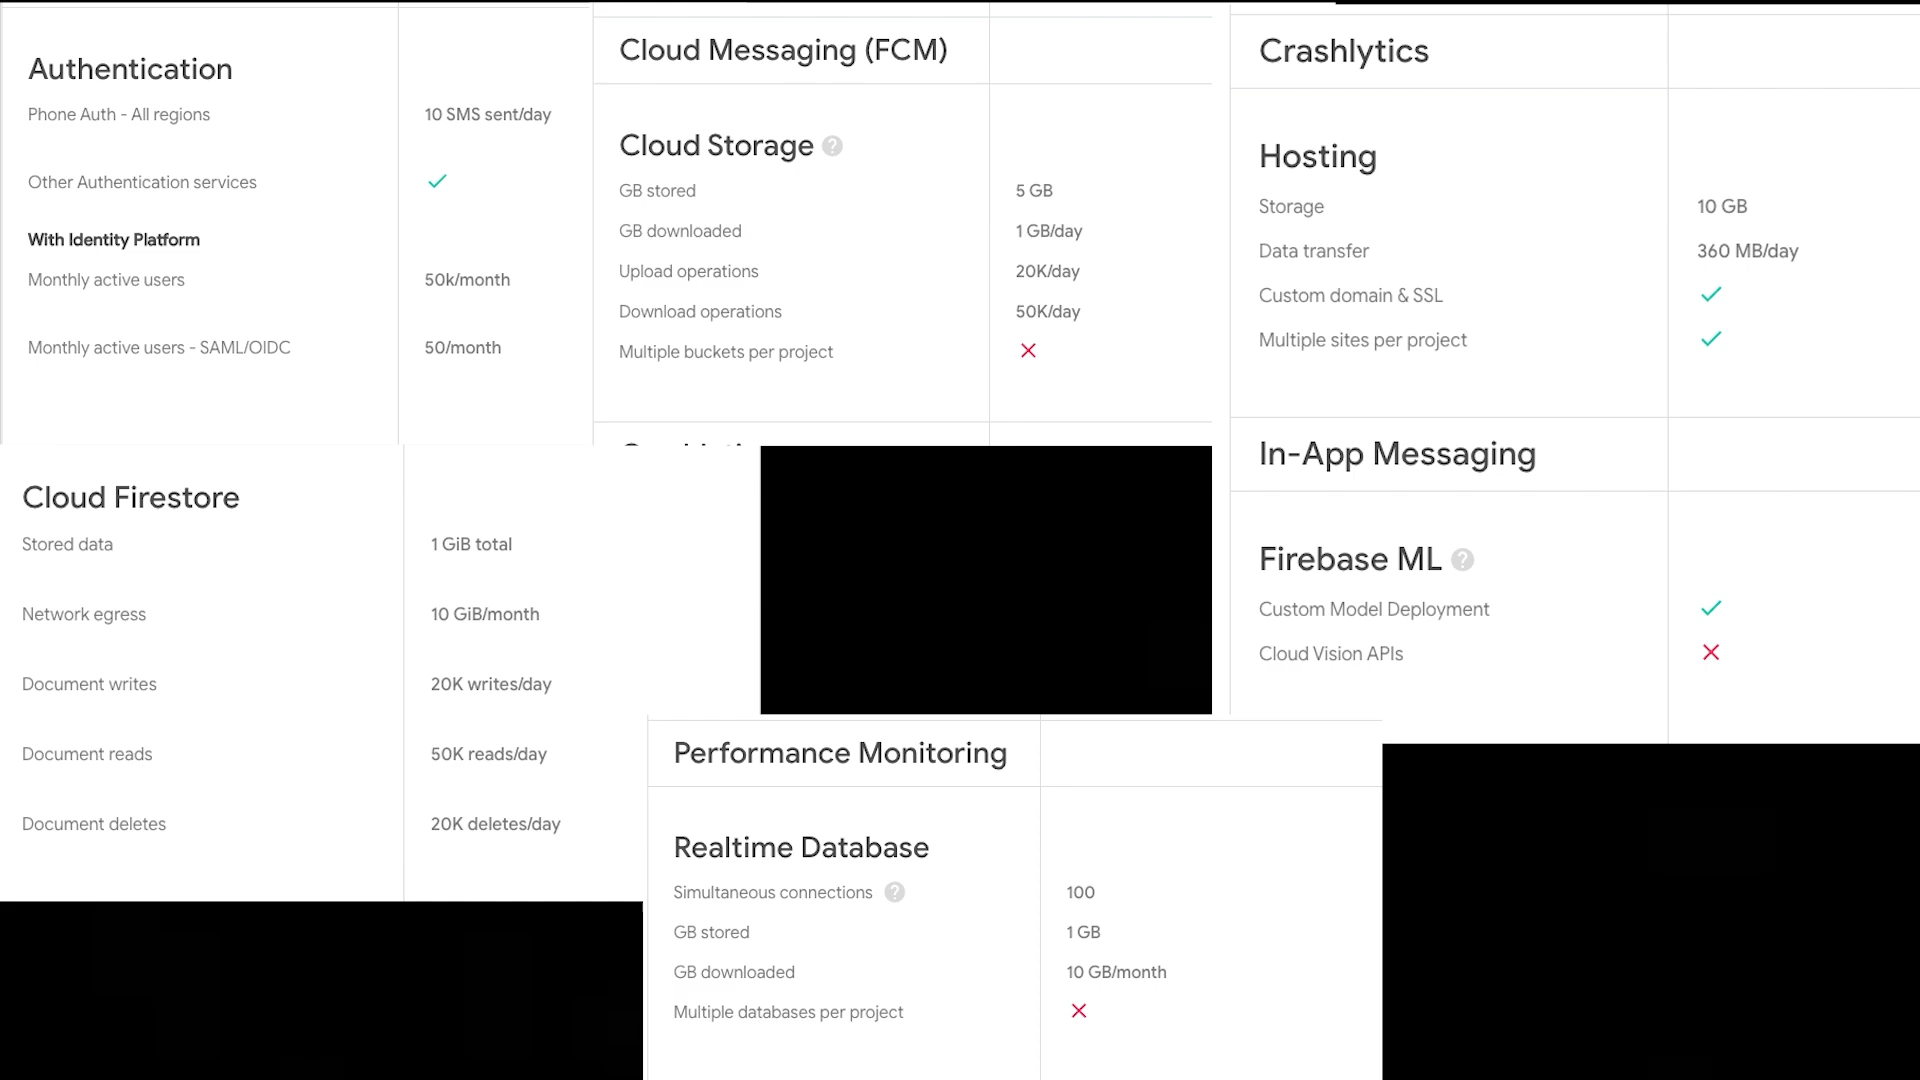 Authentication
Phone Auth - All regions 10 SMS sent/day
Other Authentication services
With Identity Platform
Monthly active users 50k/month
Monthly active users - SAML/OIDC 50/month
Cloud Messaging (FCM)
Cloud Storage ?
GB stored 5 GB
GB downloaded 1 GB/day
Upload operations 20K/day
Download operations 50K/day
Multiple buckets per project
Crashlytics
Hosting
Storage 10 GB
Data transfer 360 MB/day
Custom domain & SSL
Multiple sites per project
In-App Messaging
Firebase ML ?
Custom Model Deployment
Cloud Vision APIs
Cloud Firestore
Stored data 1 GiB total
Network egress 10 GiB/month
Document writes 20K writes/day
Document reads 50K reads/day
Document deletes 20K deletes/day
Performance Monitoring
Realtime Database
Simultaneous connections ? 100
GB stored 1 GB
GB downloaded 10 GB/month
Multiple databases per project